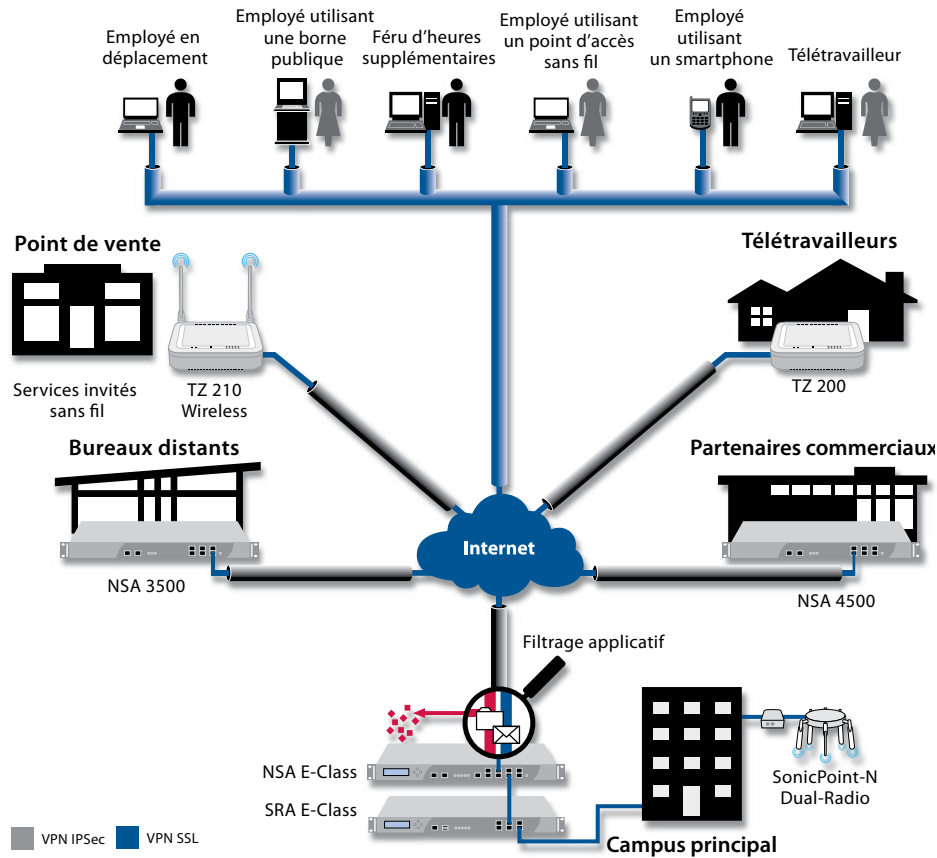 Employé en
déplacement
Employé utilisant
une borne
publique
Féru d'heures
supplémentaires
Employé utilisant
un point d'accès
sans fil
Employé
utilisant
un smartphone
Télétravailleur
Point de vente
Services invités
sans fil
TZ 210
Wireless
Télétravailleurs
TZ 200
Bureaux distants
NSA 3500
Partenaires commerciaux
NSA 4500
Internet
Filtrage applicatif
NSA E-Class
SRA E-Class
SonicPoint-N
Dual-Radio
Campus principal
VPN IPSec
VPN SSL